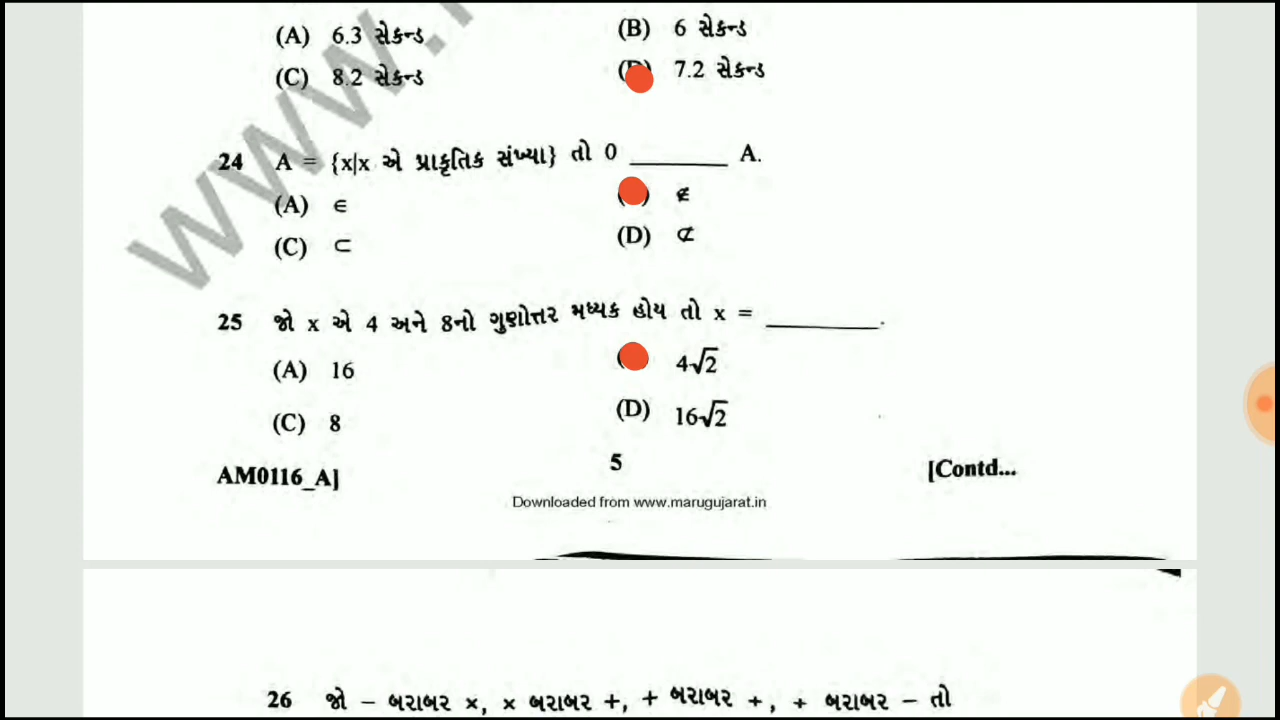 www.
(A) 6.3 સેકન્ડ (B) 6 સેકન્ડ
(C) 8.2 સેકન્ડ 7.2 સેકન્ડ
24 A = {x|x એ પ્રાકૃતિક સંખ્યા} તો 0 ________ A.
(A) ∈ ∉
(C) ⊂ (D) ⊄
25 જો x એ 4 અને 8નો ગુણોત્તર મધ્યક હોય તો x = ________.
(A) 16 4√2
(C) 8 (D) 16√2
AM0116_A] 5 [Contd...
Downloaded from www.marugujarat.in
26 જો – બરાબર ×, × બરાબર +, + બરાબર ÷, ÷ બરાબર – તો